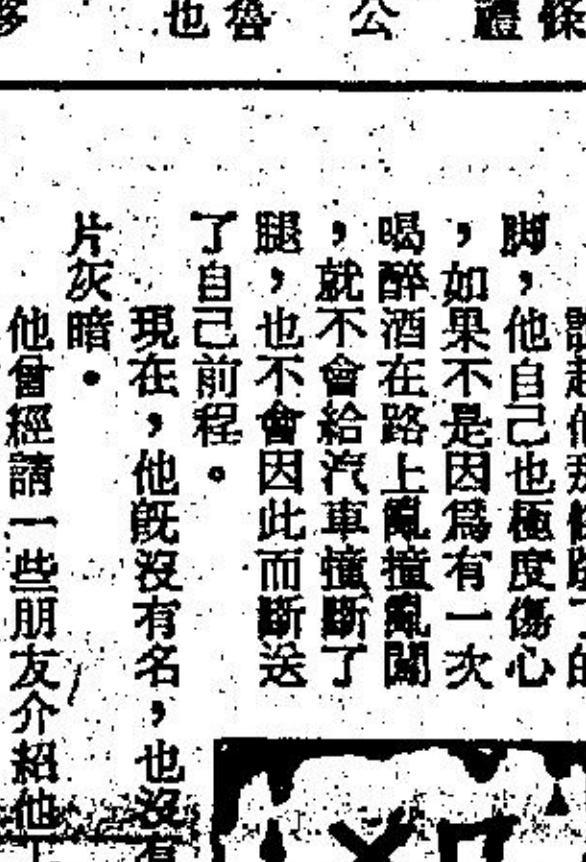 條
體
公
魯
也
脚，他自己也極度傷心
，如果不是因爲有一次
喝醉酒在路上亂撞亂闖
，就不會給汽車撞斷了
腿，也不會因此而斷送
了自己前程。
現在，他旣沒有名，也沒有
片灰暗。
他曾經請一些朋友介紹他